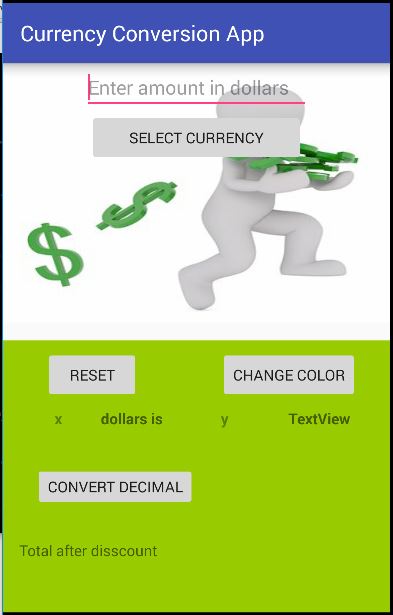 Currency Conversion App
Enter amount in dollars
SELECT CURRENCY
$ $
RESET CHANGE COLOR
x dollars is y TextView
CONVERT DECIMAL
Total after disscount